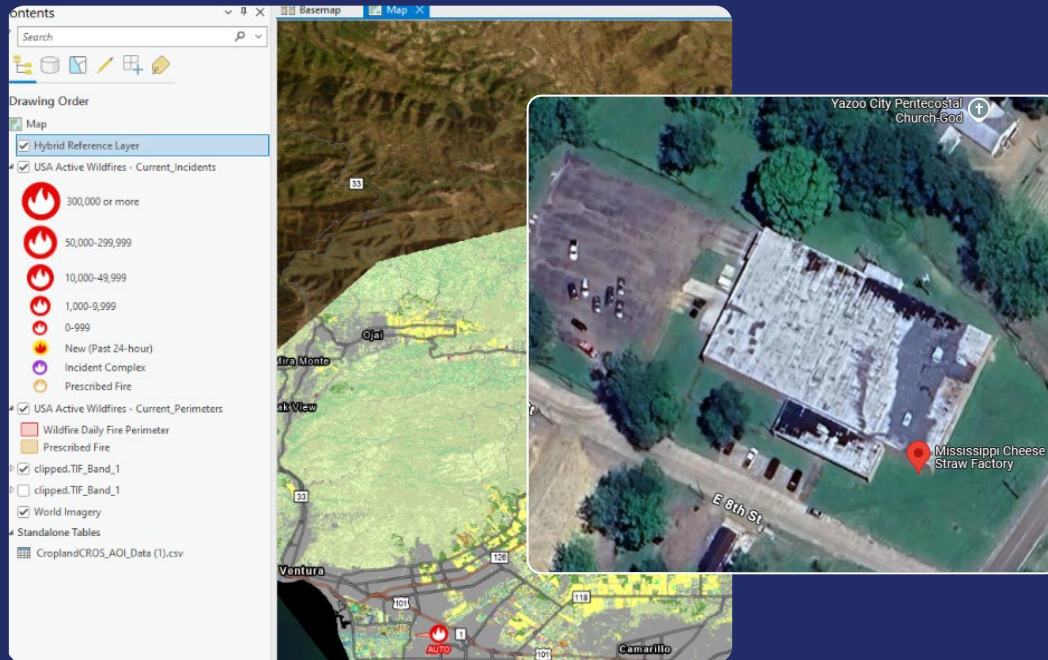 ontents
Search
Drawing Order
Map
Hybrid Reference Layer
USA Active Wildfires - Current_Incidents
300,000 or more
50,000-299,999
10,000-49,999
1,000-9,999
0-999
New (Past 24-hour)
Incident Complex
Prescribed Fire
USA Active Wildfires - Current_Perimeters
Wildfire Daily Fire Perimeter
Prescribed Fire
clipped.TIF_Band_1
clipped.TIF_Band_1
World Imagery
Standalone Tables
CroplandCROS_AOI_Data (1).csv
Basemap
Map
33
Ojai
Mira Monte
ak View
33
Ventura
126
101
118
1
AUTO
101
Camarillo
Yazoo City Pentecostal
Church-God
Mississippi Cheese
Straw Factory
E 8th St